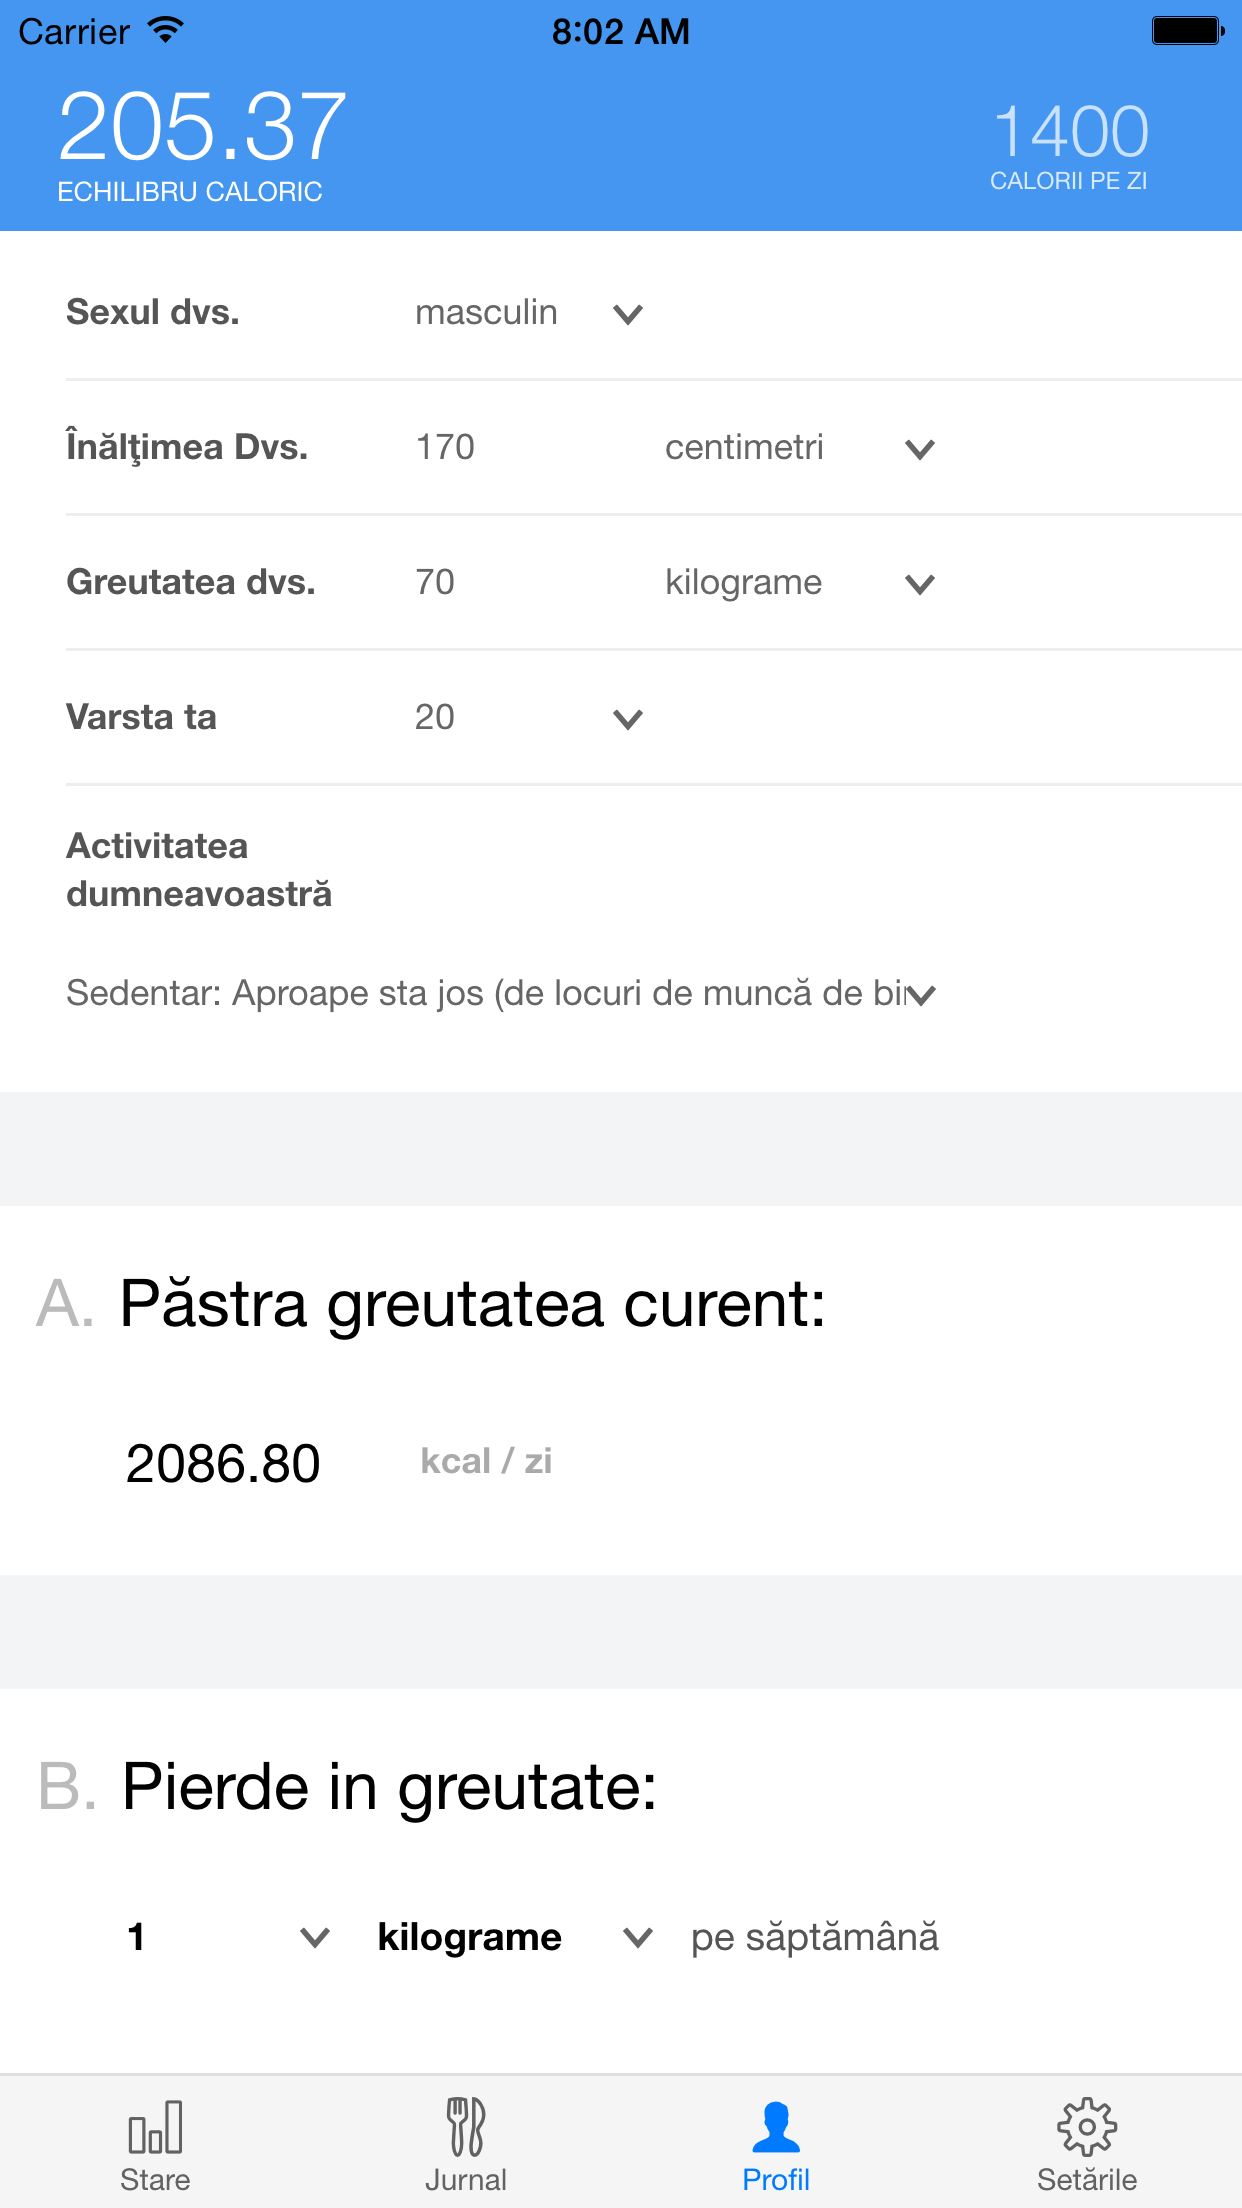 Carrier 8:02 AM
205.37 1400
ECHILIBRU CALORIC CALORII PE ZI
Sexul dvs. masculin
Înălţimea Dvs. 170 centimetri
Greutatea dvs. 70 kilograme
Varsta ta 20
Activitatea
dumneavoastră
Sedentar: Aproape sta jos (de locuri de muncă de
A. Păstra greutatea curent:
2086.80 kcal / zi
B. Pierde in greutate:
1 kilograme pe săptămână
Stare Jurnal Profil Setările